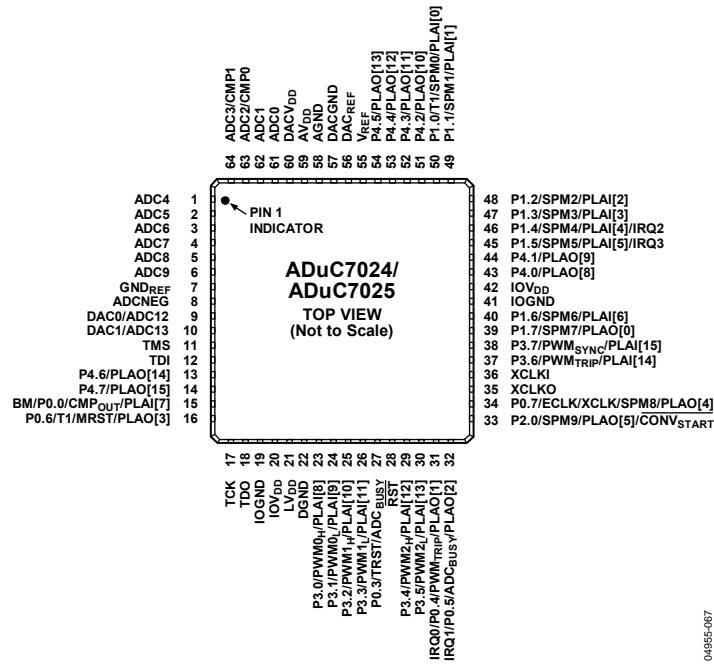 64 ADC3/CMP1
63 ADC2/CMP0
62 ADC1
61 ADC0
60 DACVDD
59 AVDD
58 AGND
57 DACGND
56 DACREF
55 VREF
54 P4.5/PLAO[13]
53 P4.4/PLAO[12]
52 P4.3/PLAO[11]
51 P4.2/PLAO[10]
50 P1.0/T1/SPM0/PLAI[0]
49 P1.1/SPM1/PLAI[1]
ADC4 1
ADC5 2
ADC6 3
ADC7 4
ADC8 5
ADC9 6
GNDREF 7
ADCNEG 8
DAC0/ADC12 9
DAC1/ADC13 10
TMS 11
TDI 12
P4.6/PLAO[14] 13
P4.7/PLAO[15] 14
BM/P0.0/CMPOUT/PLAI[7] 15
P0.6/T1/MRST/PLAO[3] 16
PIN 1
INDICATOR
ADuC7024/
ADuC7025
TOP VIEW
(Not to Scale)
48 P1.2/SPM2/PLAI[2]
47 P1.3/SPM3/PLAI[3]
46 P1.4/SPM4/PLAI[4]/IRQ2
45 P1.5/SPM5/PLAI[5]/IRQ3
44 P4.1/PLAO[9]
43 P4.0/PLAO[8]
42 IOVDD
41 IOGND
40 P1.6/SPM6/PLAI[6]
39 P1.7/SPM7/PLAO[0]
38 P3.7/PWMSYNC/PLAI[15]
37 P3.6/PWMTRIP/PLAI[14]
36 XCLKI
35 XCLKO
34 P0.7/ECLK/XCLK/SPM8/PLAO[4]
33 P2.0/SPM9/PLAO[5]/CONVSTART
TCK 17
TDO 18
IOGND 19
IOVDD 20
LVDD 21
DGND 22
P3.0/PWM0H/PLAI[8] 23
P3.1/PWM0L/PLAI[9] 24
P3.2/PWM1H/PLAI[10] 25
P3.3/PWM1L/PLAI[11] 26
P0.3/TRST/ADCBUSY 27
RST 28
P3.4/PWM2H/PLAI[12] 29
P3.5/PWM2L/PLAI[13] 30
IRQ0/P0.4/PWMTRIP/PLAO[1] 31
IRQ1/P0.5/ADCBUSY/PLAO[2] 32
04955-067